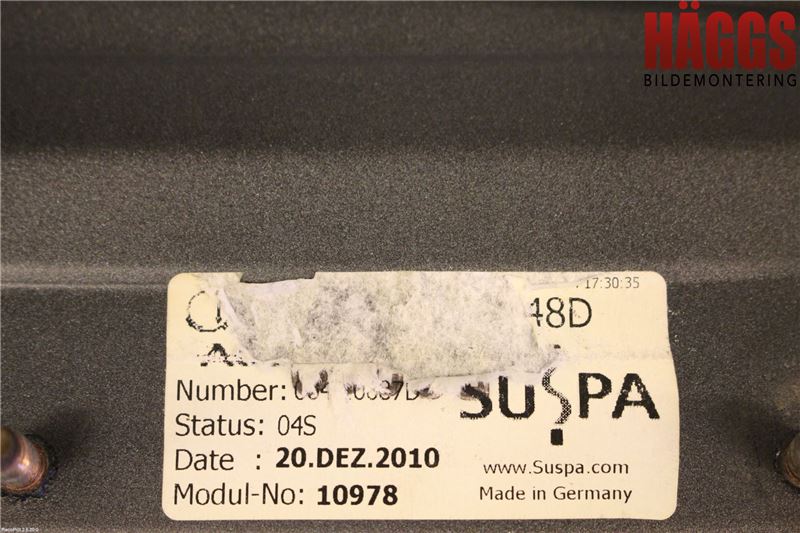 HÄGGS
BILDEMONTERING
17:30:35
48D
Number:
SUSPA
Status: 04S
Date : 20.DEZ.2010
www.Suspa.com
Modul-No: 10978
Made in Germany